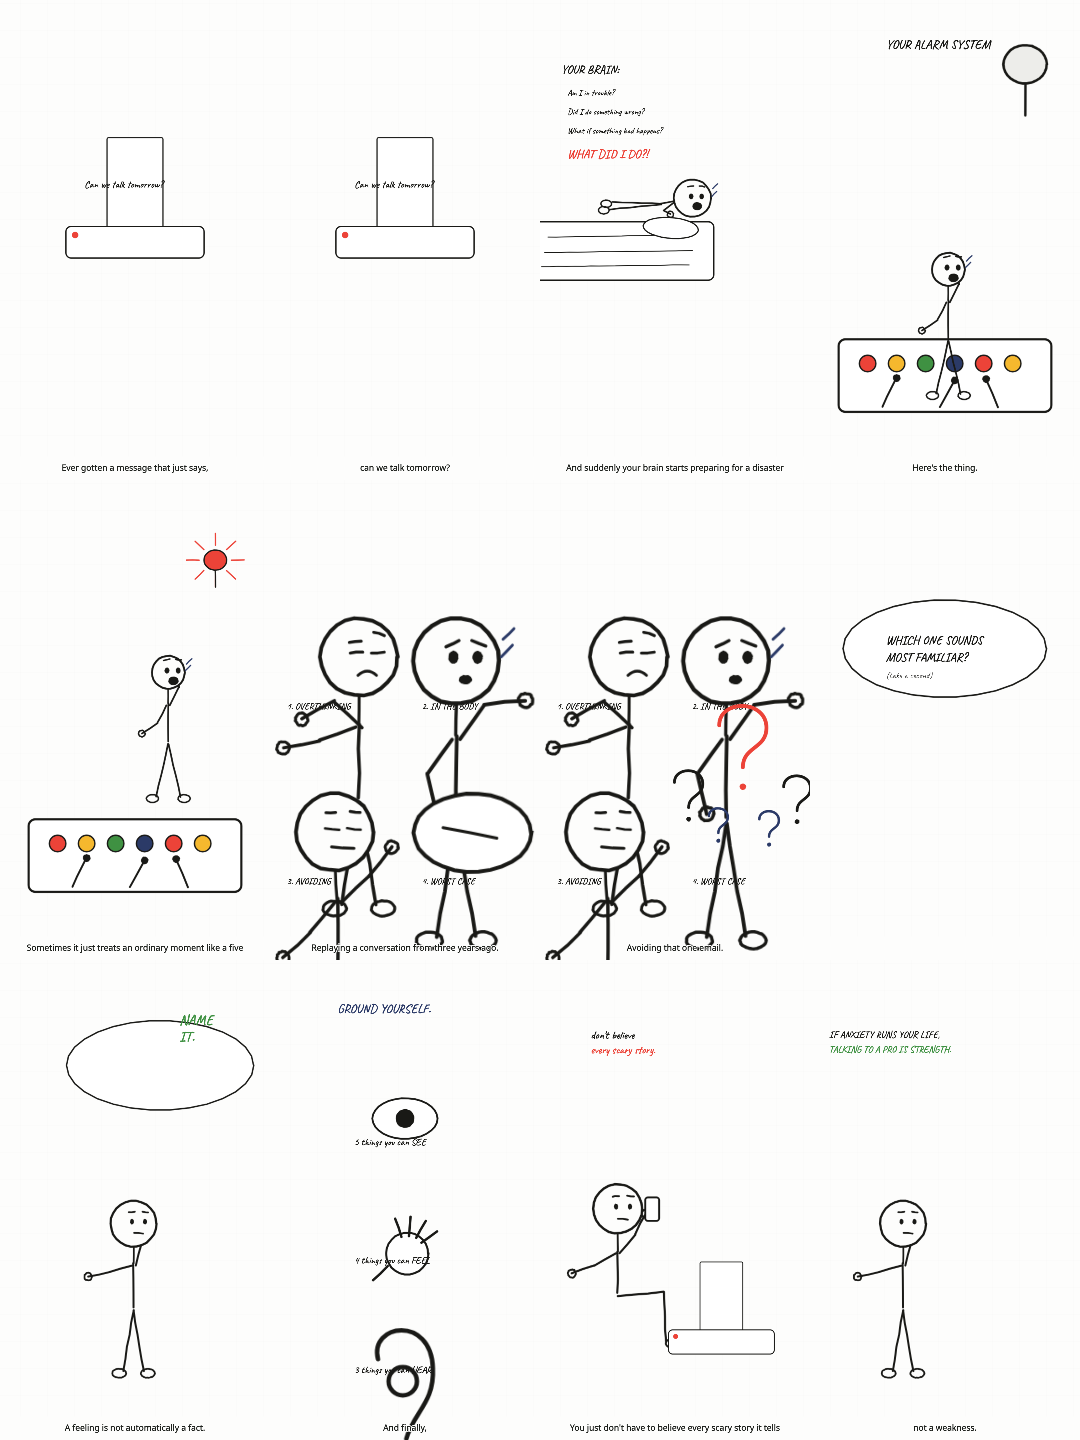 Can we talk tomorrow?
Ever gotten a message that just says,
Can we talk tomorrow?
can we talk tomorrow?
YOUR BRAIN:
Am I in trouble?
Did I do something wrong?
What if something bad happens?
WHAT DID I DO?!
And suddenly your brain starts preparing for a disaster
YOUR ALARM SYSTEM
Here's the thing.
Sometimes it just treats an ordinary moment like a five
1. OVERTHINKING
2. IN THE BODY
3. AVOIDING
4. WORST CASE
Replaying a conversation from three years ago.
1. OVERTHINKING
2. IN THE BODY
3. AVOIDING
4. WORST CASE
Avoiding that one email.
WHICH ONE SOUNDS
MOST FAMILIAR?
(take a second)
NAME
IT.
A feeling is not automatically a fact.
GROUND YOURSELF.
5 things you can SEE
4 things you can FEEL
3 things you can HEAR
And finally,
don't believe
every scary story.
You just don't have to believe every scary story it tells
IF ANXIETY RUNS YOUR LIFE,
TALKING TO A PRO IS STRENGTH.
not a weakness.